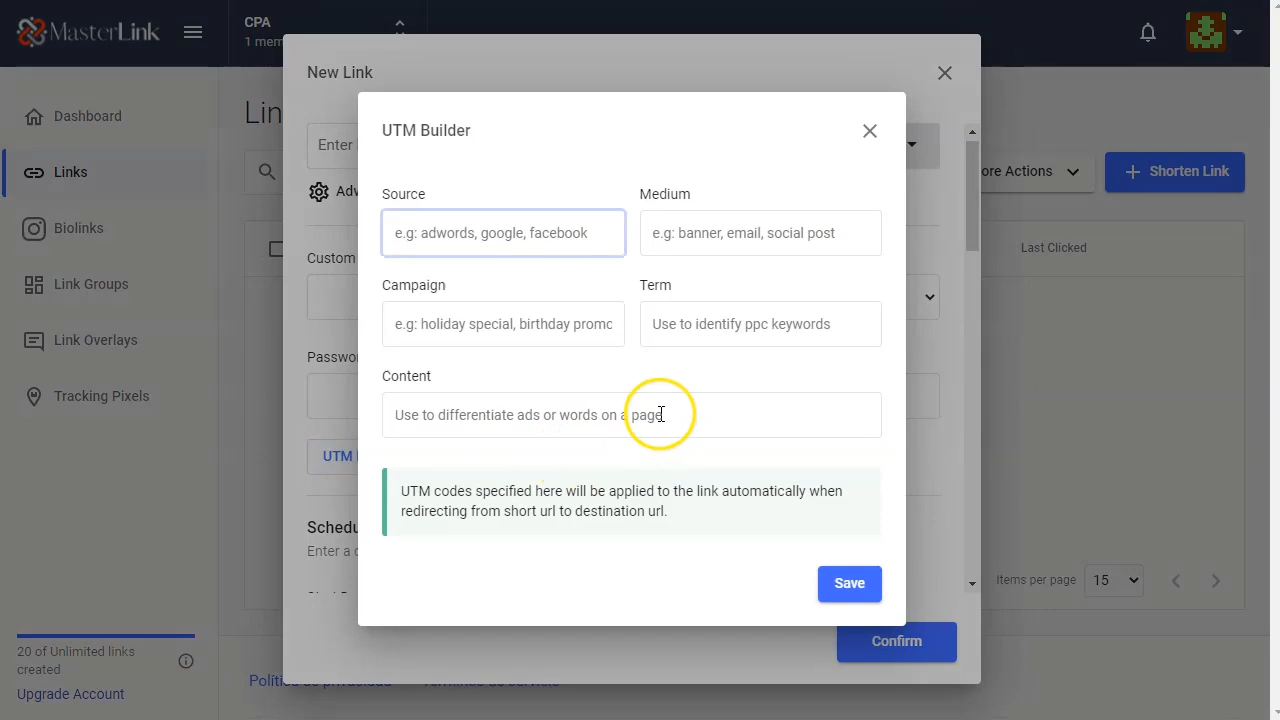 MasterLink
CPA
1 mem
New Link
UTM Builder
Dashboard
Links
Biolinks
Link Groups
Link Overlays
Tracking Pixels
Lin
Enter
Adv
ore Actions
Shorten Link
Last Clicked
Custom
Passwor
UTM
Schedu
Enter a
Source
Medium
e.g: adwords, google, facebook
e.g: banner, email, social post
Campaign
Term
e.g: holiday special, birthday promo
Use to identify ppc keywords
Content
Use to differentiate ads or words on a page
UTM codes specified here will be applied to the link automatically when
redirecting from short url to destination url.
Save
Items per page
15
Confirm
20 of Unlimited links
created
Upgrade Account